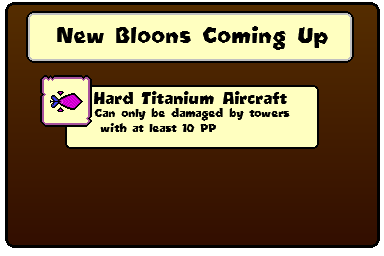 New Bloons Coming Up
Hard Titanium Aircraft
Can only be damaged by towers
with at least 10 PP